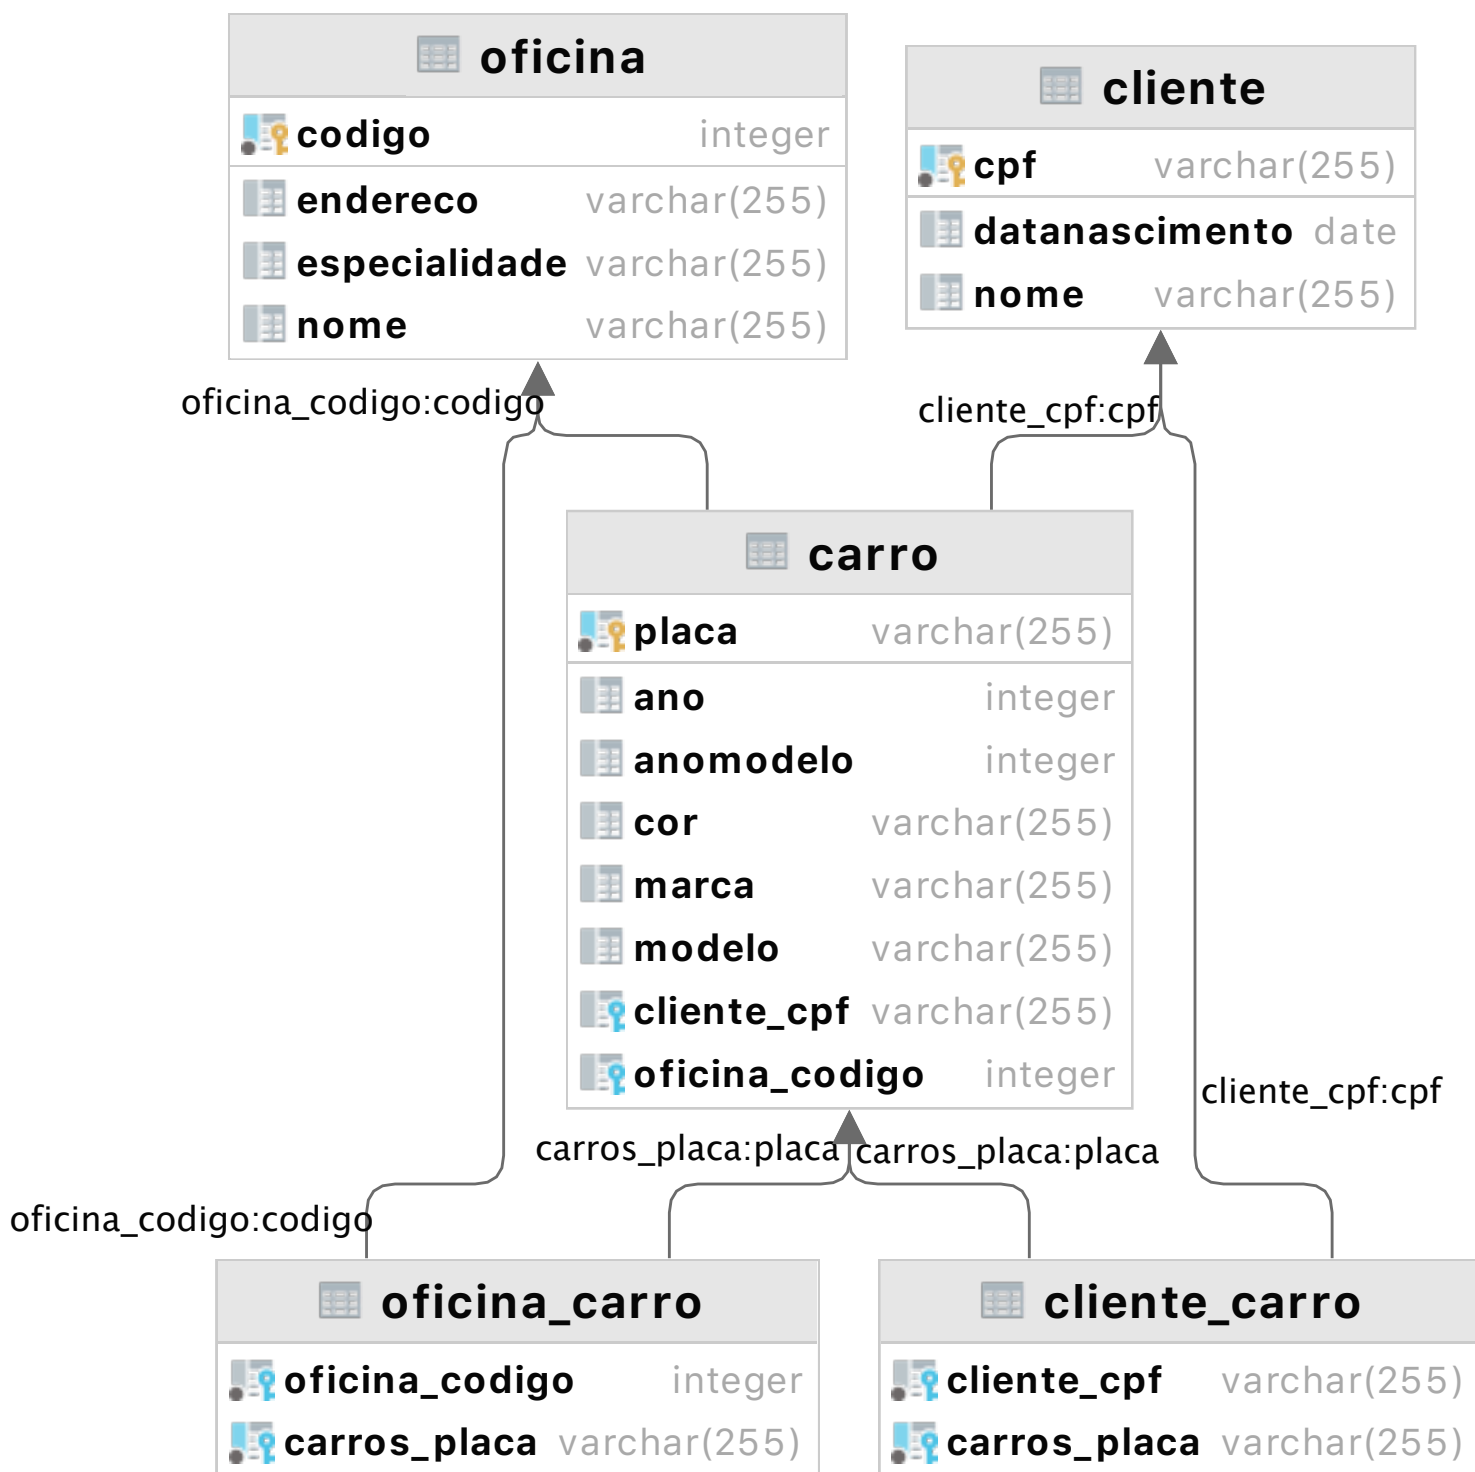 oficina
codigo integer
endereco varchar(255)
especialidade varchar(255)
nome varchar(255)
cliente
cpf varchar(255)
datanascimento date
nome varchar(255)
oficina_codigo:codigo
cliente_cpf:cpf
carro
placa varchar(255)
ano integer
anomodelo integer
cor varchar(255)
marca varchar(255)
modelo varchar(255)
cliente_cpf varchar(255)
oficina_codigo integer
cliente_cpf:cpf
carros_placa:placa
carros_placa:placa
oficina_codigo:codigo
oficina_carro
oficina_codigo integer
carros_placa varchar(255)
cliente_carro
cliente_cpf varchar(255)
carros_placa varchar(255)